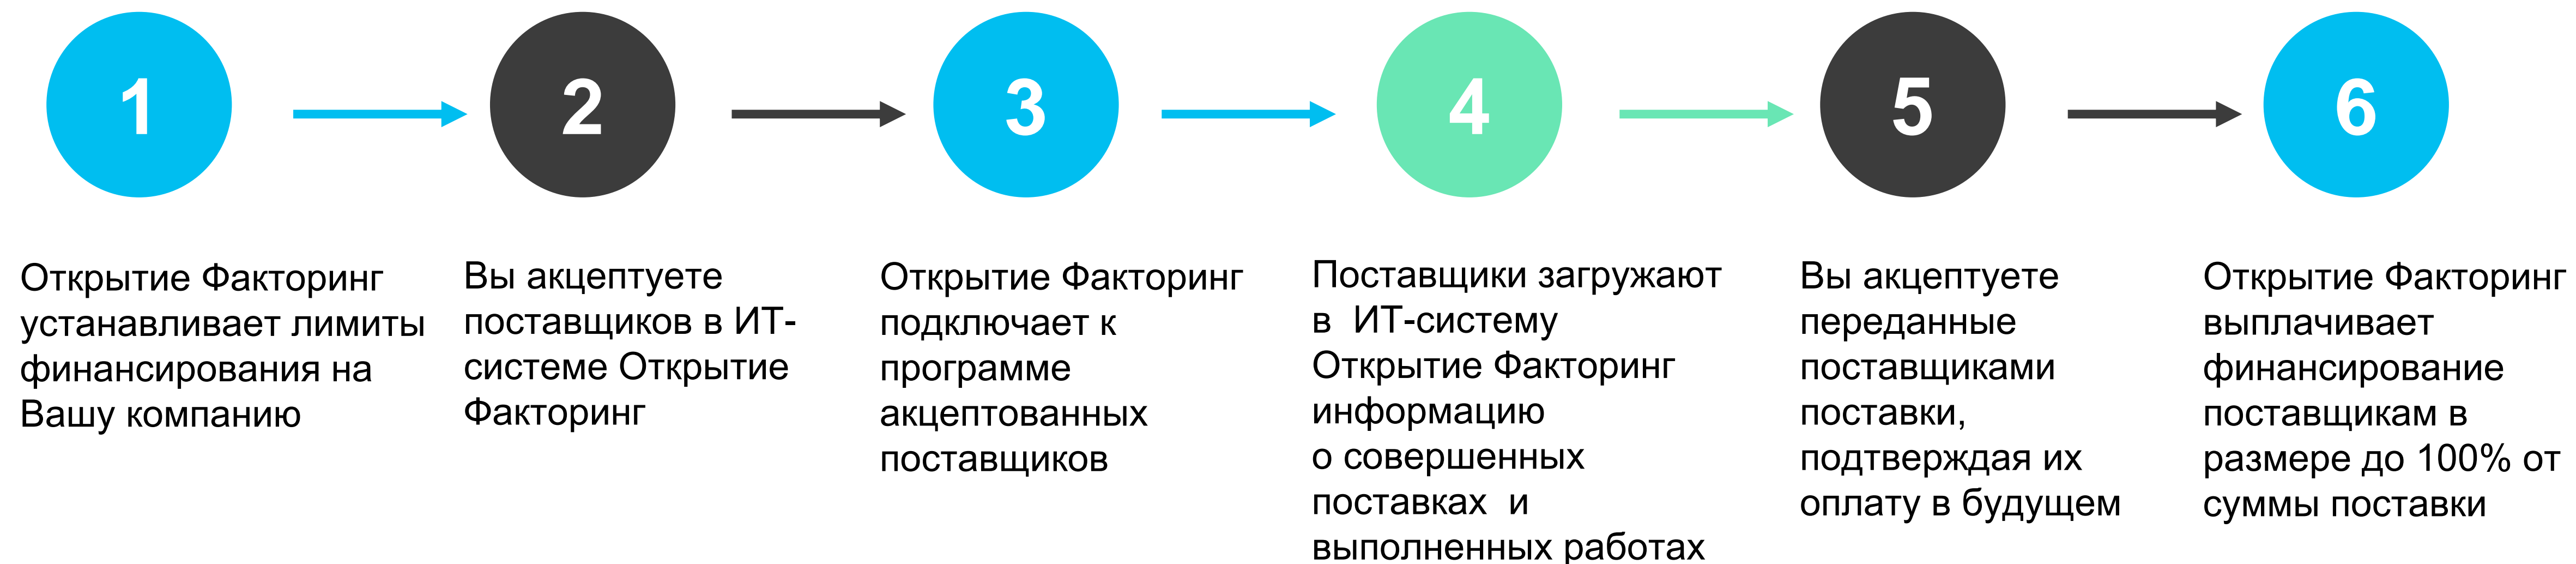 1
2
3
4
5
6
Открытие Факторинг
устанавливает лимиты
финансирования на
Вашу компанию
Вы акцептуете
поставщиков в ИТ-
системе Открытие
Факторинг
Открытие Факторинг
подключает к
программе
акцептованных
поставщиков
Поставщики загружают
в  ИТ-систему
Открытие Факторинг
информацию
о совершенных
поставках  и
выполненных работах
Вы акцептуете
переданные
поставщиками
поставки,
подтверждая их
оплату в будущем
Открытие Факторинг
выплачивает
финансирование
поставщикам в
размере до 100% от
суммы поставки